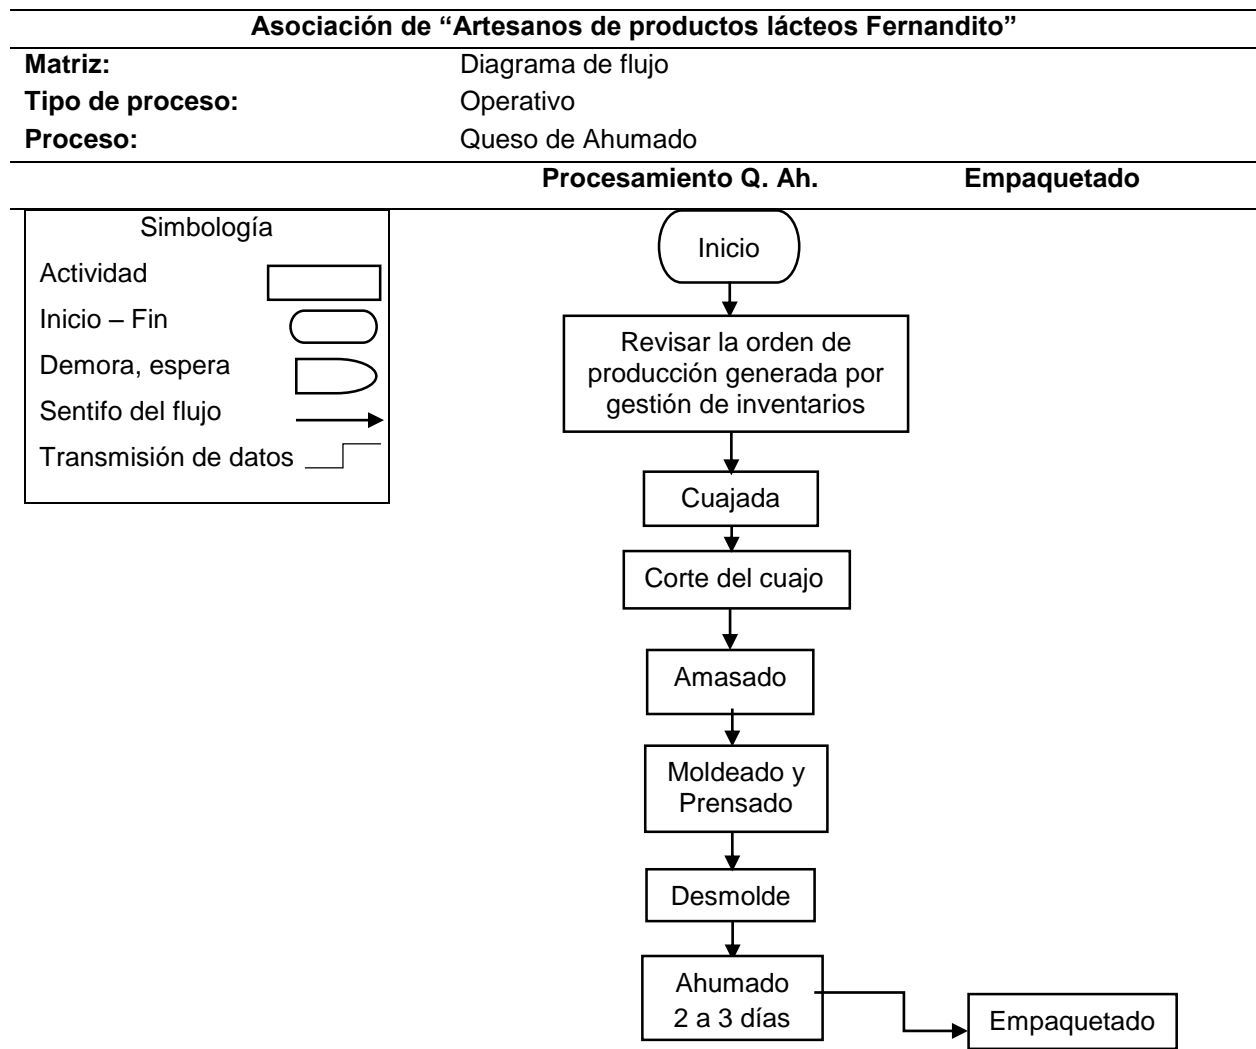 Asociación de “Artesanos de productos lácteos Fernandito”
Matriz: Diagrama de flujo
Tipo de proceso: Operativo
Proceso: Queso de Ahumado
Procesamiento Q. Ah. Empaquetado
Simbología
Actividad
Inicio – Fin
Demora, espera
Sentifo del flujo
Transmisión de datos
Inicio
Revisar la orden de
producción generada por
gestión de inventarios
Cuajada
Corte del cuajo
Amasado
Moldeado y
Prensado
Desmolde
Ahumado
2 a 3 días
Empaquetado